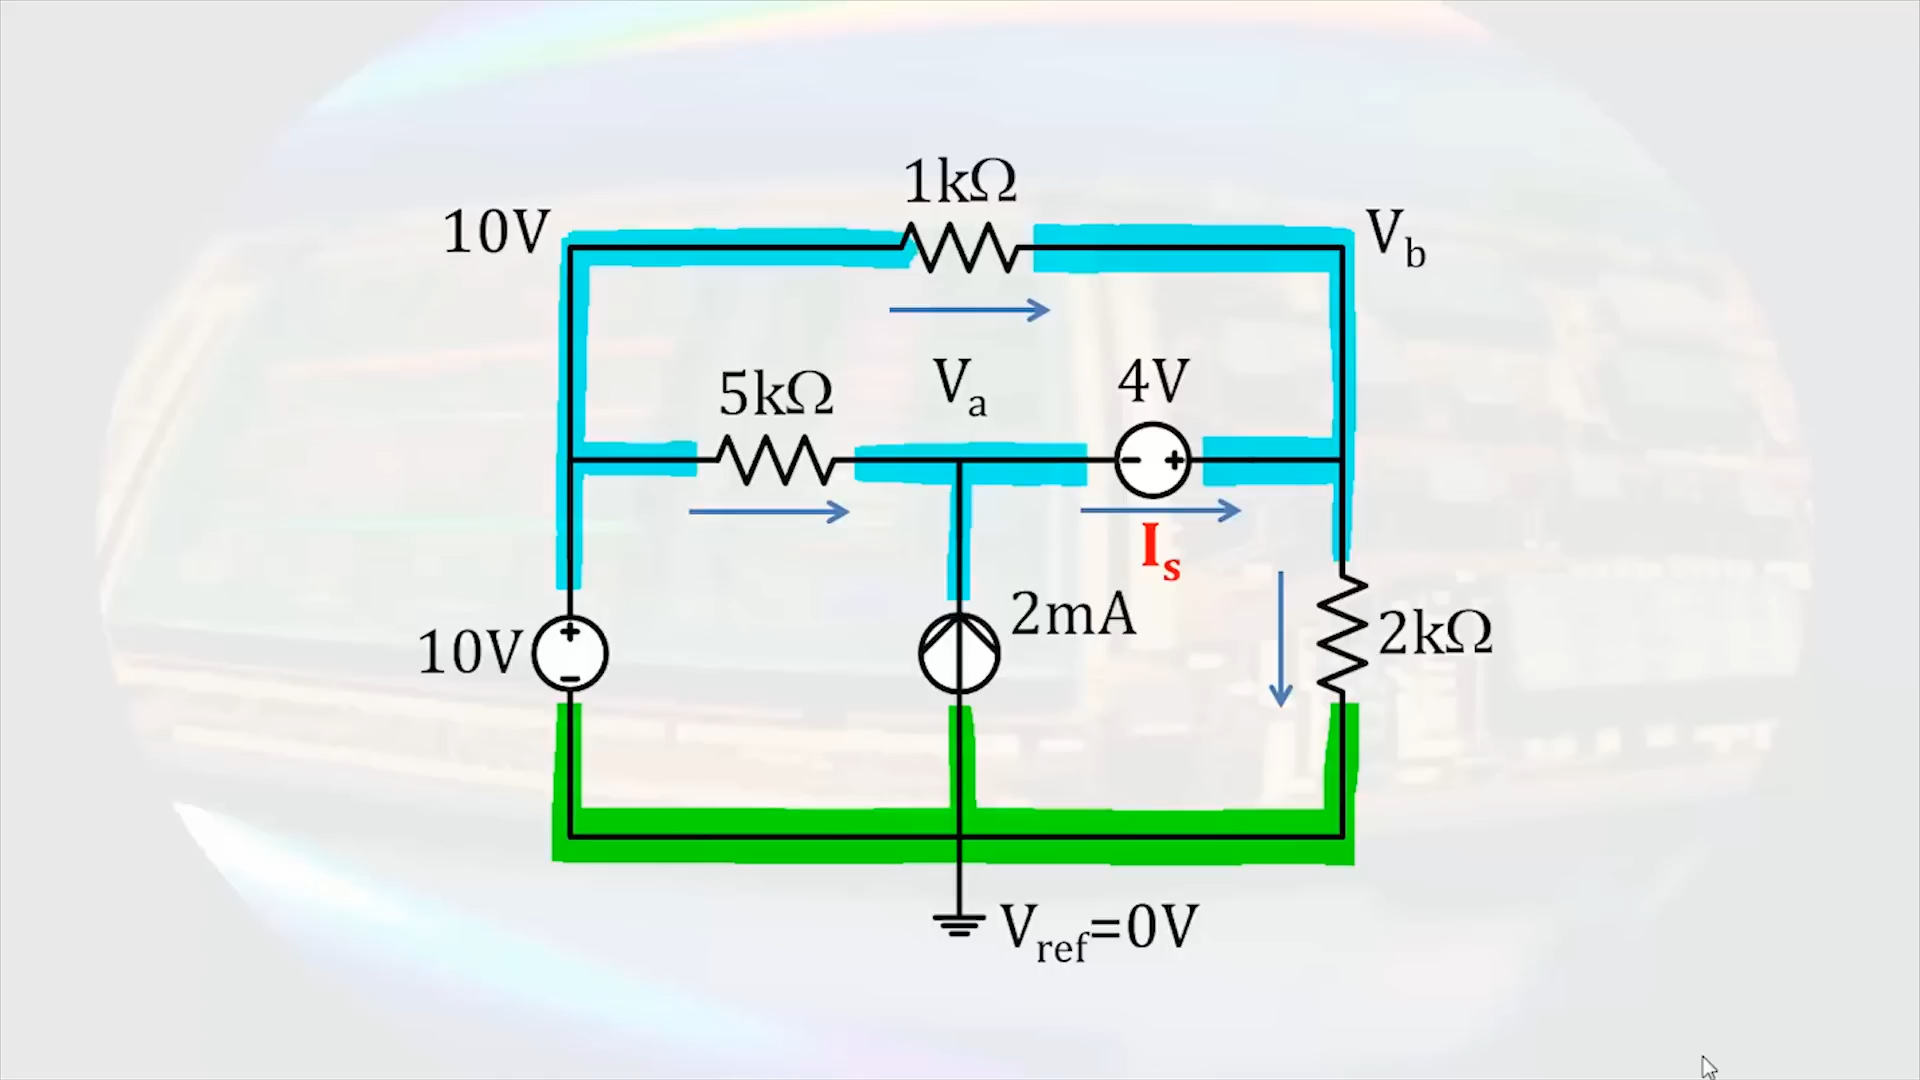 1kΩ
10V
V_b
5kΩ
V_a
4V
I_s
10V
2mA
2kΩ
V_ref=0V